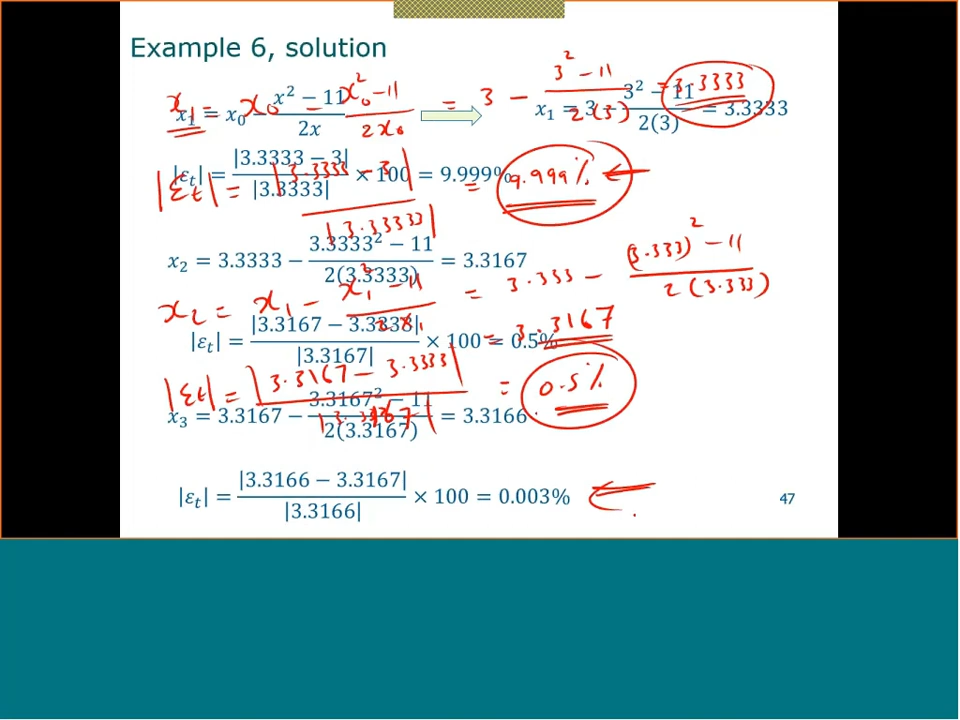 Example 6, solution
x₁ = x₀ − (x² − 11)/(2x)
x₁ = 3 − (3² − 11)/(2(3)) = 3.3333
x₁ = x₀ − (x₀² − 11)/(2x₀) = 3 − (3² − 11)/(2(3)) = 3.3333
|εₜ| = |3.3333 − 3|/|3.3333| × 100 = 9.999%
|εt| = |3.3333 − 3|/|3.33333| = 9.999%
x₂ = 3.3333 − (3.3333² − 11)/(2(3.3333)) = 3.3167
x₂ = x₁ − (x₁² − 11)/(2x₁) = 3.333 − ((3.333)² − 11)/(2(3.333)) = 3.3167
|εₜ| = |3.3167 − 3.3333|/|3.3167| × 100 = 0.5%
|εt| = |3.3167 − 3.3333|/|3.3167| = 0.5%
x₃ = 3.3167 − (3.3167² − 11)/(2(3.3167)) = 3.3166
|εₜ| = |3.3166 − 3.3167|/|3.3166| × 100 = 0.003%
47